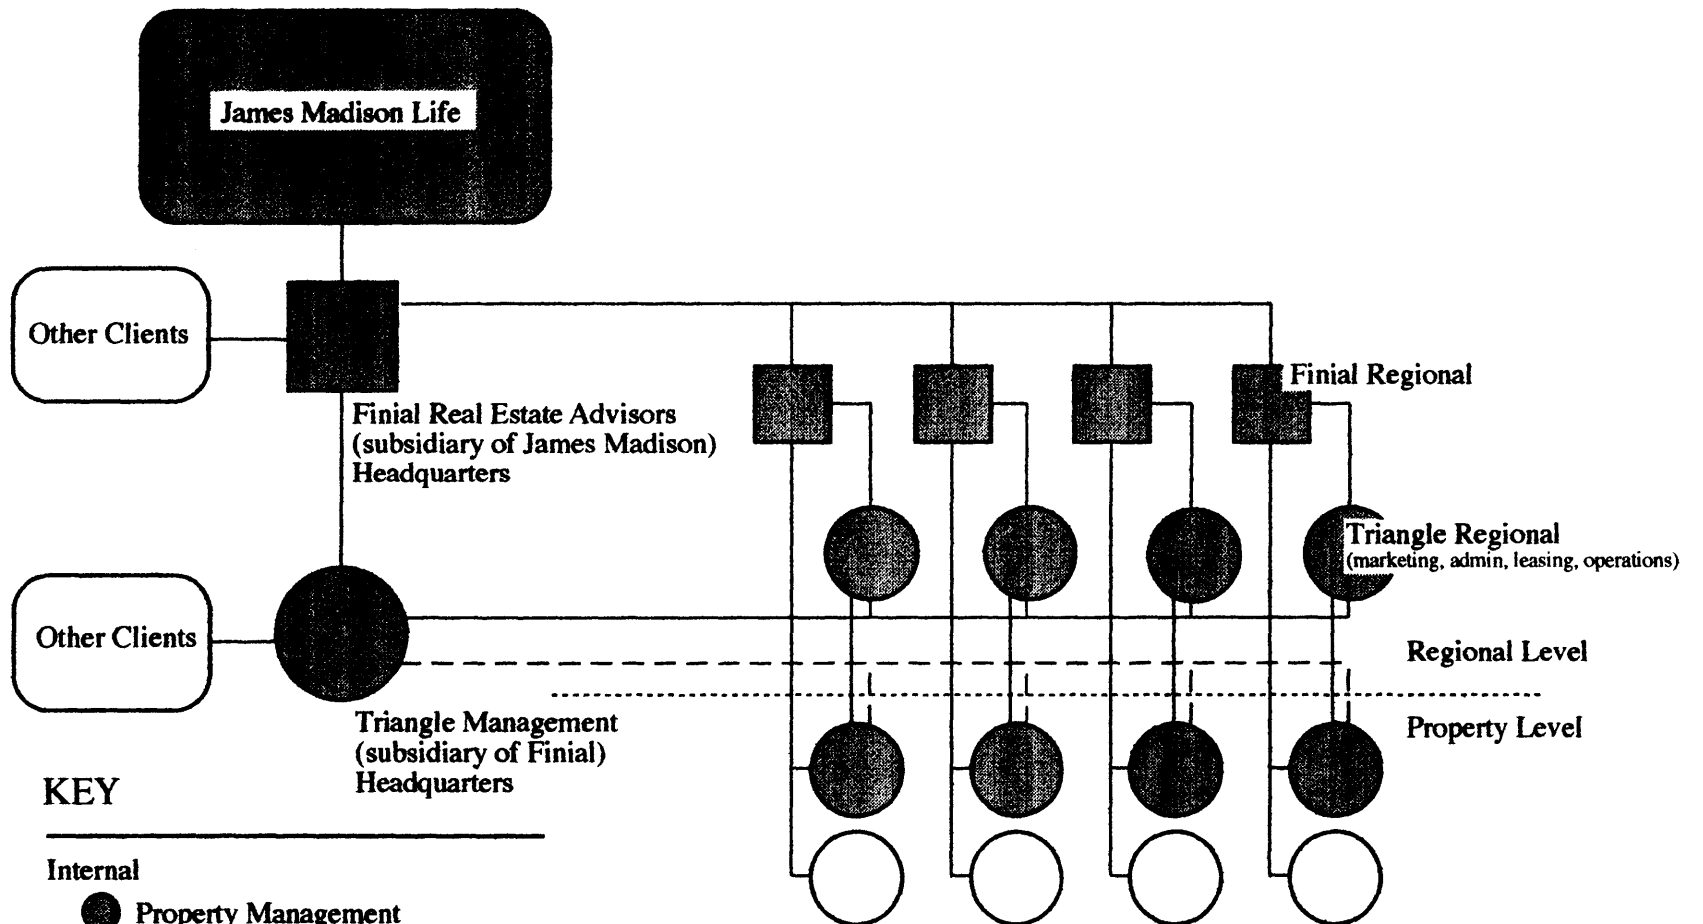 James Madison Life
Other Clients
Finial Real Estate Advisors
(subsidiary of James Madison)
Headquarters
Finial Regional
Triangle Regional
(marketing, admin, leasing, operations)
Other Clients
Regional Level
Property Level
Triangle Management
(subsidiary of Finial)
Headquarters
KEY
Internal
Property Management